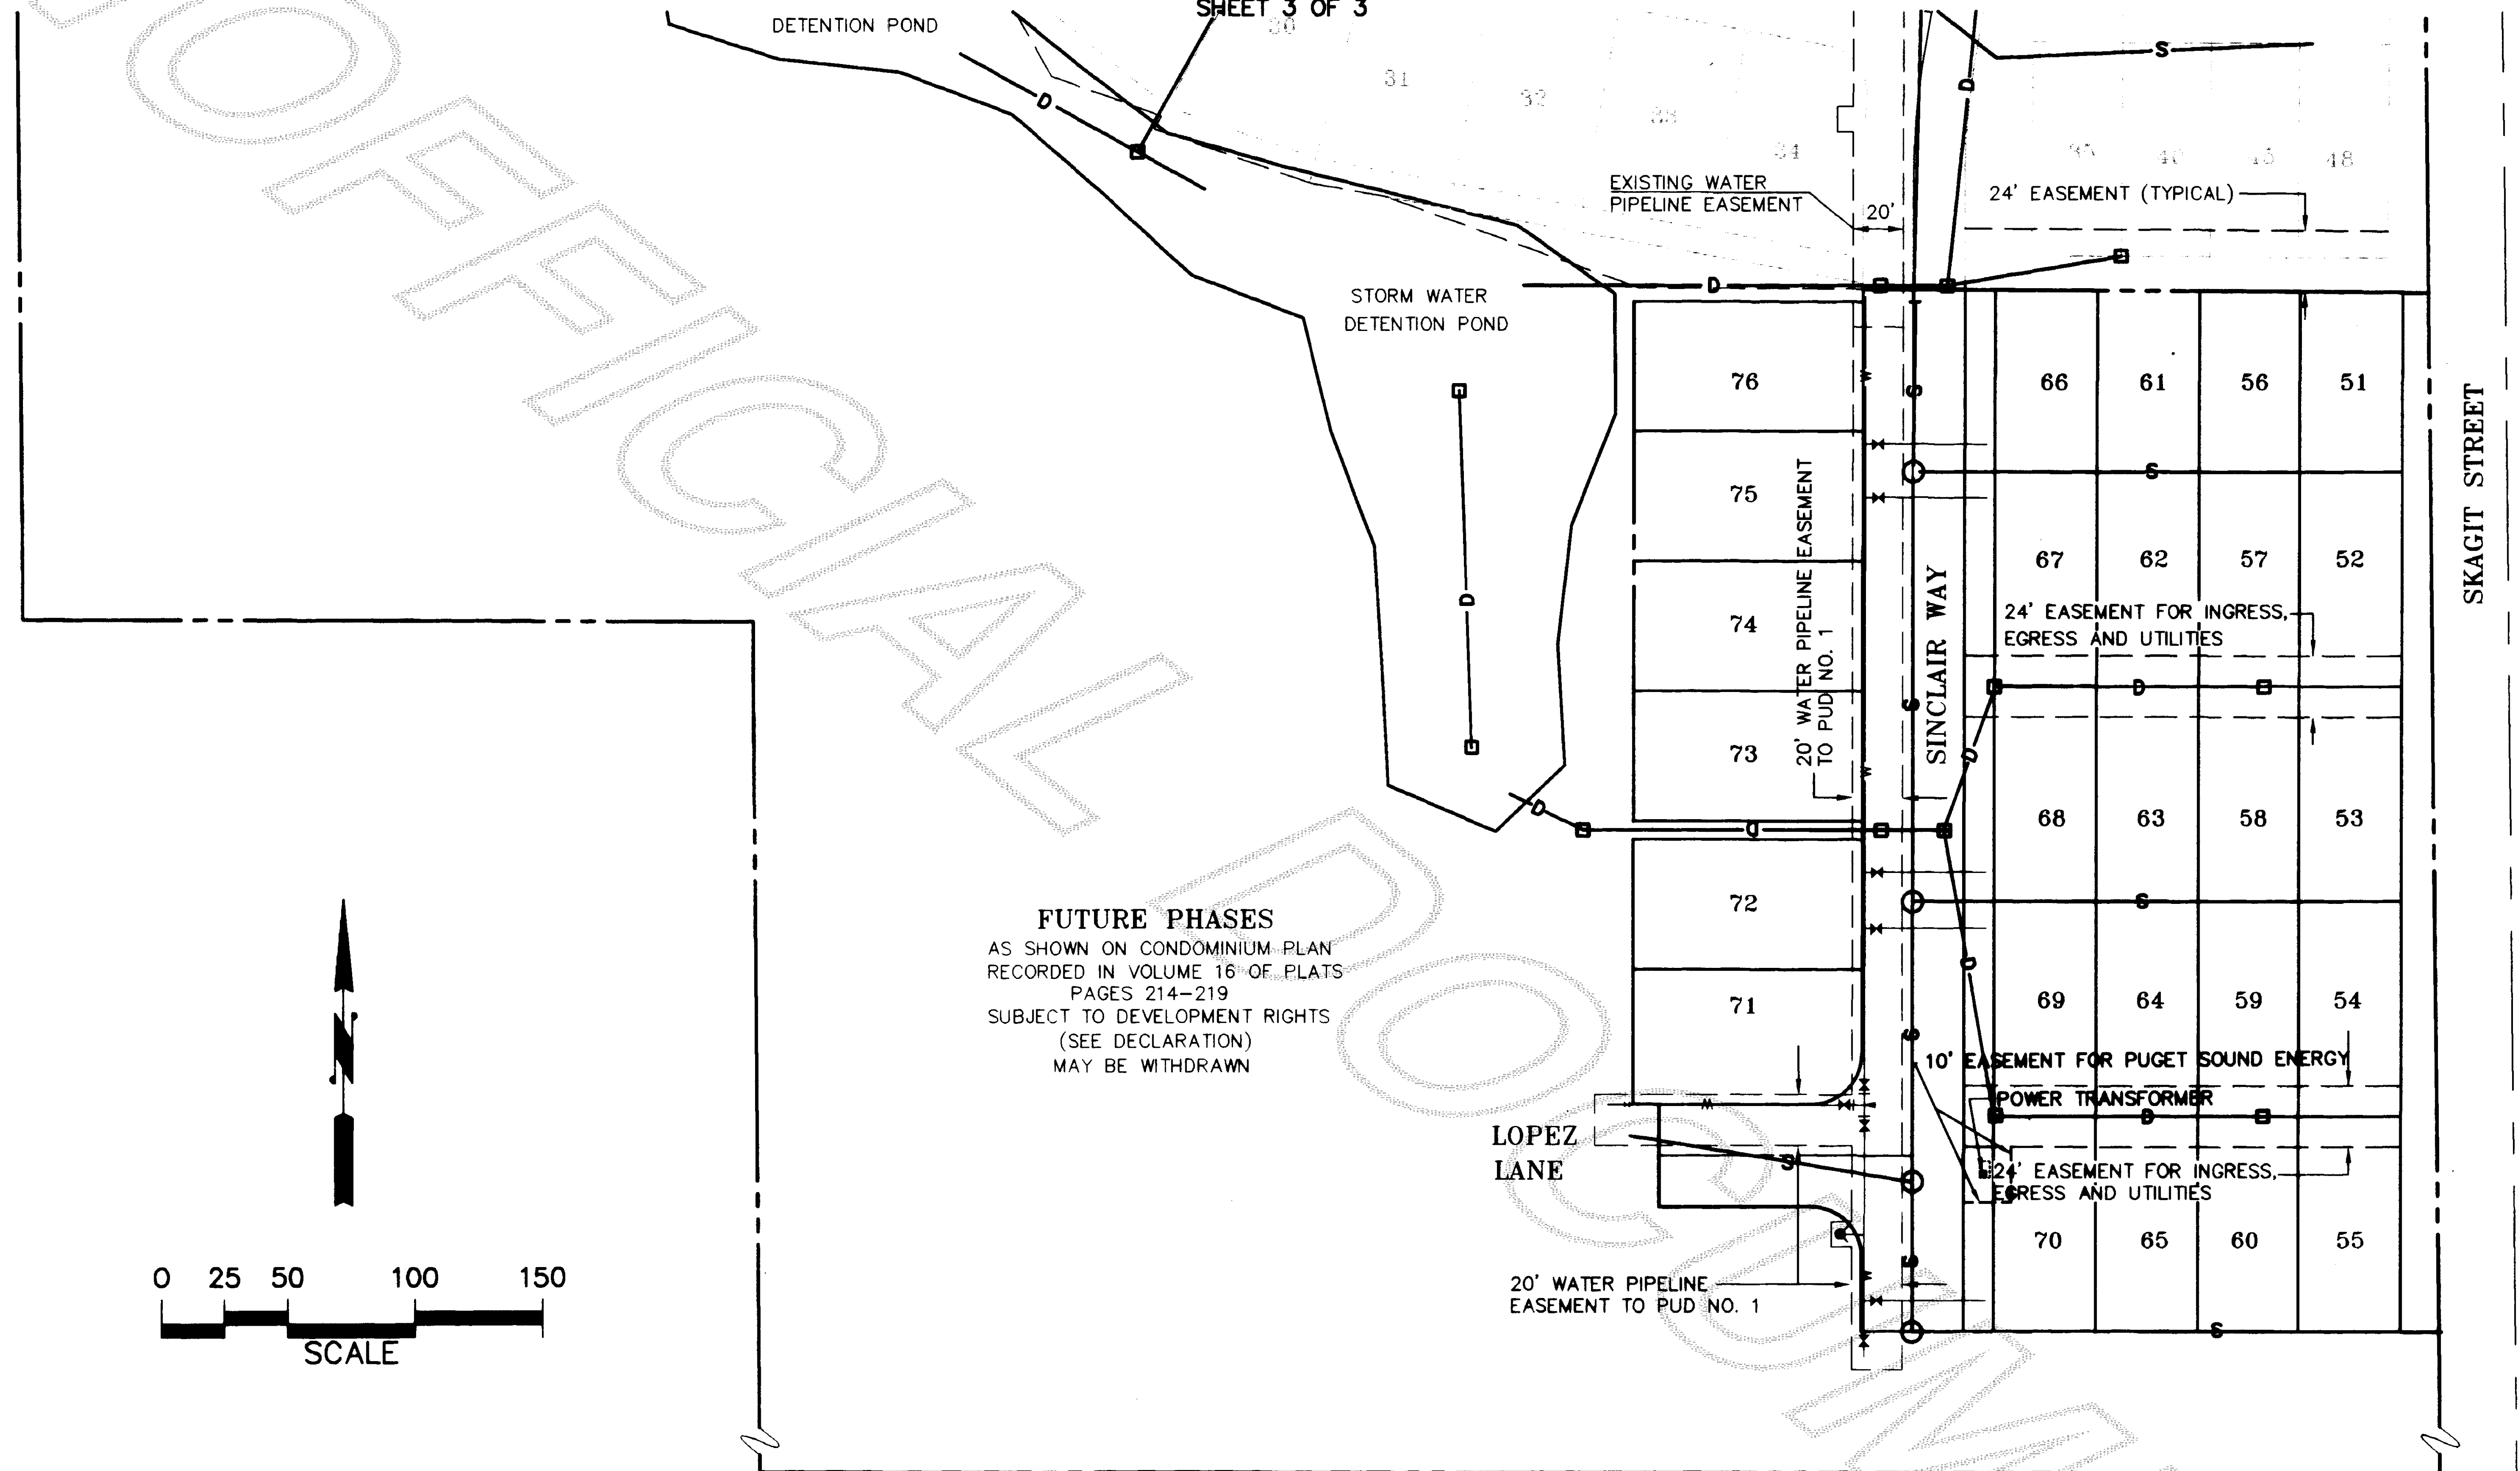 SHEET 3 OF 3
DETENTION POND
S
30
31
32
33
34
35
40
45
48
D
D
EXISTING WATER
PIPELINE EASEMENT
20'
24' EASEMENT (TYPICAL)
STORM WATER
DETENTION POND
D
76
66
61
56
51
W
S
SKAGIT STREET
75
S
20' WATER PIPELINE EASEMENT
TO PUD NO. 1
SINCLAIR WAY
67
62
57
52
D
74
24' EASEMENT FOR INGRESS,
EGRESS AND UTILITIES
S
D
73
D
W
D
D
68
63
58
53
72
S
FUTURE PHASES
AS SHOWN ON CONDOMINIUM PLAN
RECORDED IN VOLUME 16 OF PLATS
PAGES 214-219
SUBJECT TO DEVELOPMENT RIGHTS
(SEE DECLARATION)
MAY BE WITHDRAWN
D
71
69
64
59
54
S
10' EASEMENT FOR PUGET SOUND ENERGY
POWER TRANSFORMER
W
D
LOPEZ
LANE
S
24' EASEMENT FOR INGRESS,
EGRESS AND UTILITIES
N
70
65
60
55
S
20' WATER PIPELINE
EASEMENT TO PUD NO. 1
W
S
0 25 50 100 150
SCALE
OFFICIAL DOCUM